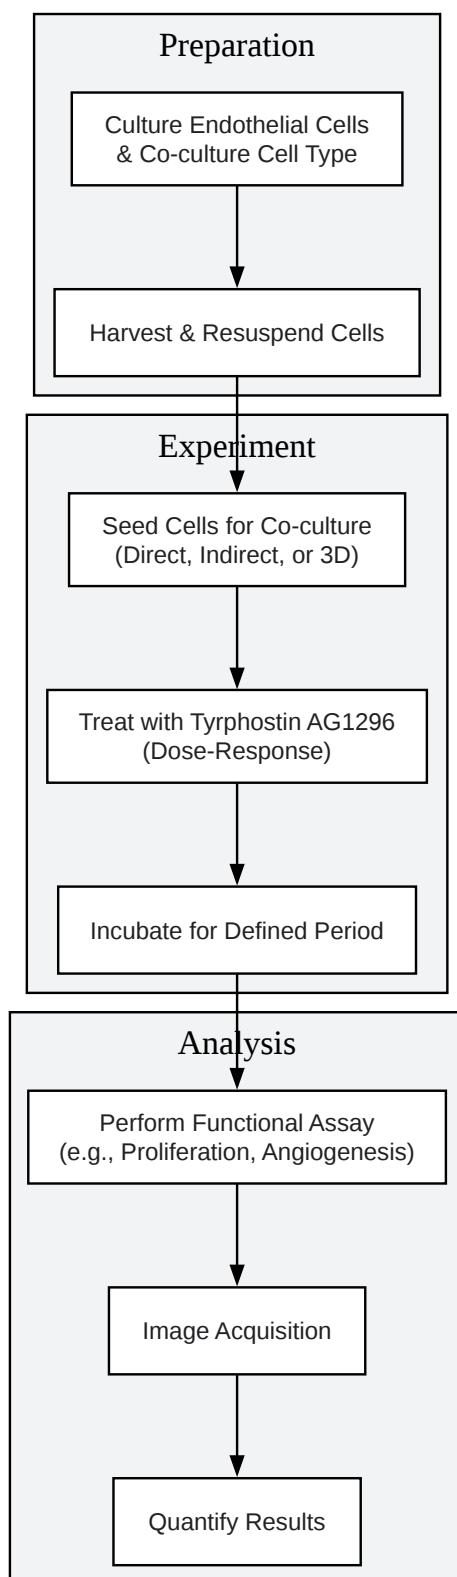 Preparation
Culture Endothelial Cells
& Co-culture Cell Type
Harvest & Resuspend Cells
Experiment
Seed Cells for Co-culture
(Direct, Indirect, or 3D)
Treat with Tyrphostin AG1296
(Dose-Response)
Incubate for Defined Period
Analysis
Perform Functional Assay
(e.g., Proliferation, Angiogenesis)
Image Acquisition
Quantify Results